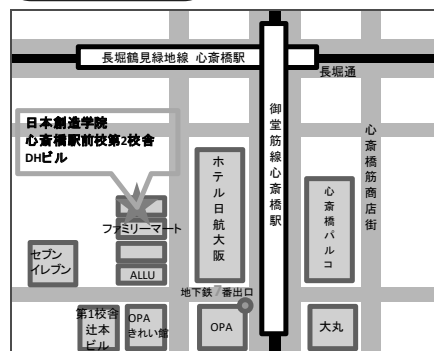 長堀鶴見緑地線 心斎橋駅
長堀通
日本創造学院
心斎橋駅前校第2校舎
DHビル
御堂筋線心斎橋駅
心斎橋筋商店街
ホテル日航大阪
心斎橋パルコ
ファミリーマート
セブン
イレブン
ALLU
地下鉄7番出口
第1校舎
辻本
ビル
OPA
きれい館
OPA
大丸